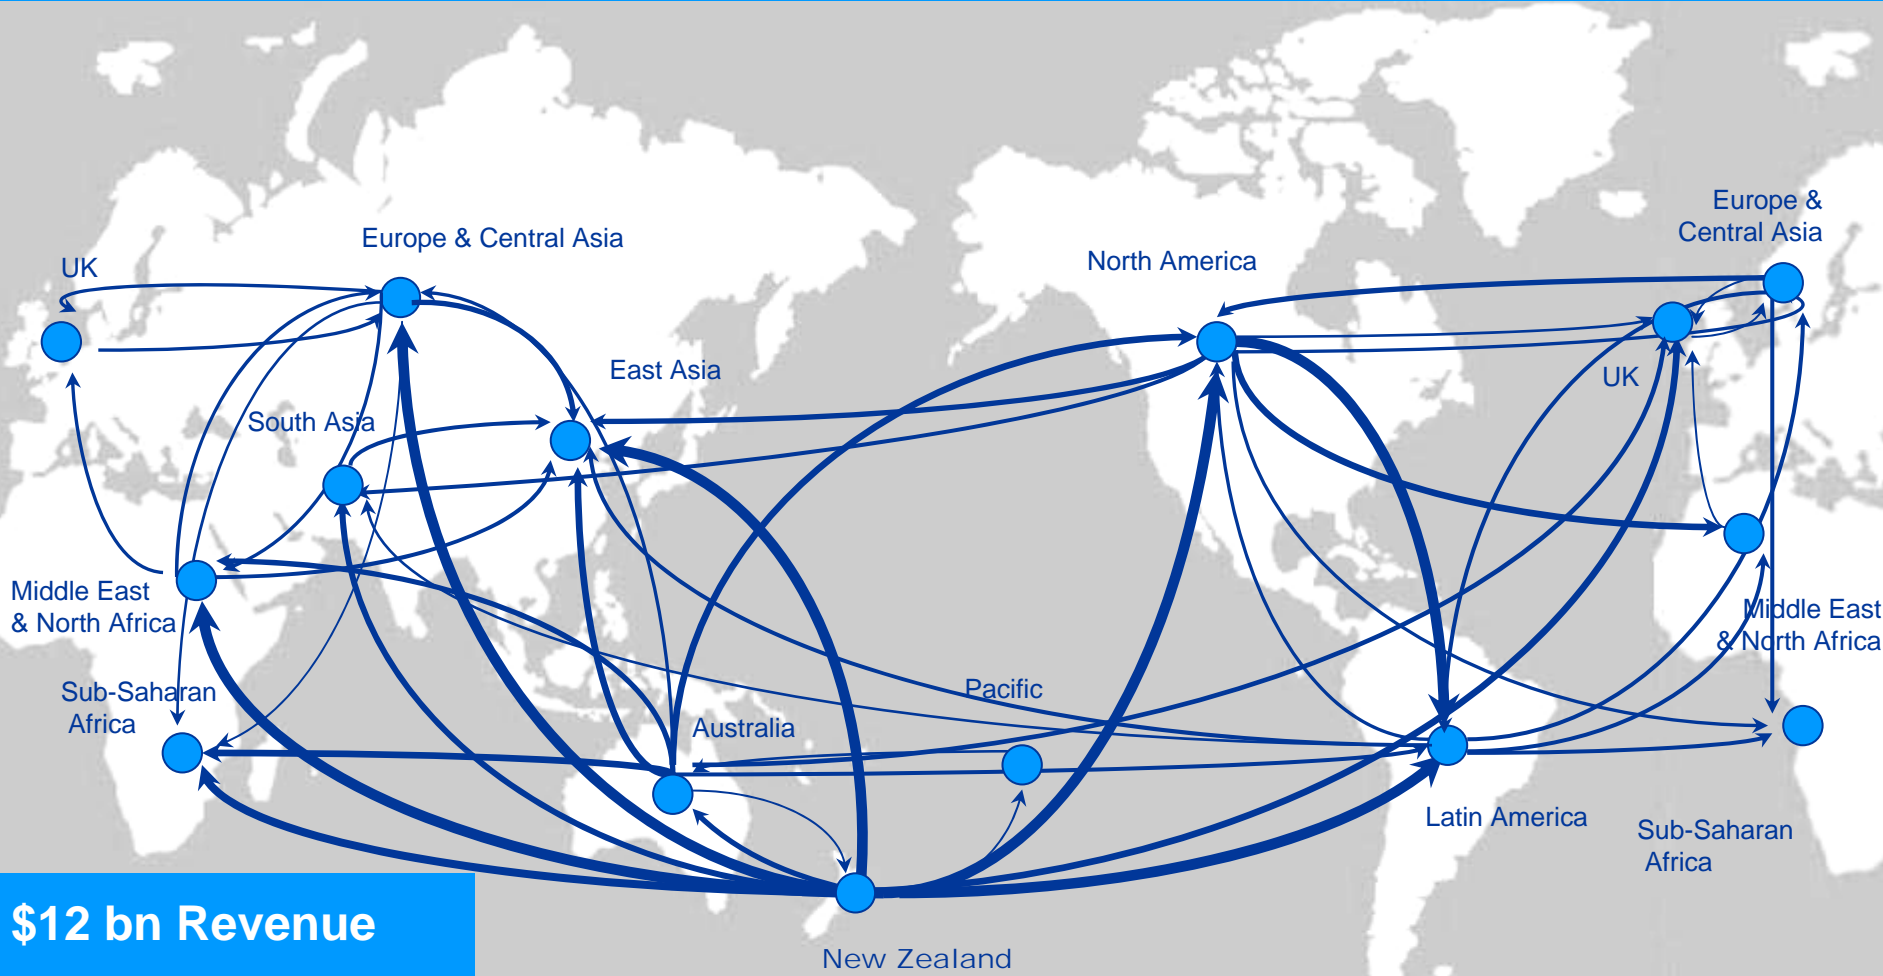 Europe &
Central Asia
Europe & Central Asia
North America
UK
East Asia
UK
South Asia
Middle East
& North Africa
Middle East
& North Africa
Sub-Saharan
Africa
Pacific
Australia
Latin America
Sub-Saharan
Africa
$12 bn Revenue
New Zealand